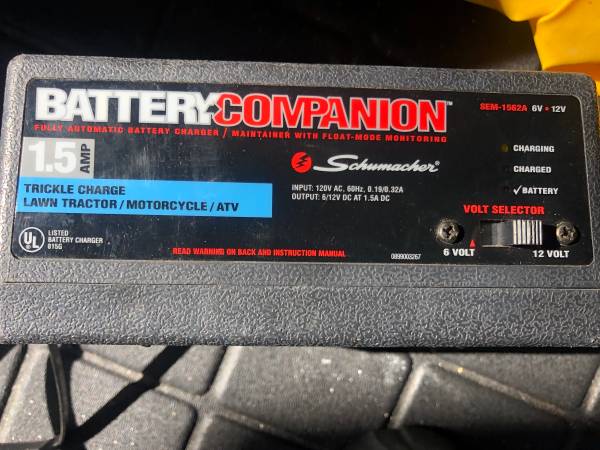 BATTERYCOMPANION™
SEM-1562A 6V • 12V
FULLY AUTOMATIC BATTERY CHARGER / MAINTAINER WITH FLOAT-MODE MONITORING
1.5 AMP
TRICKLE CHARGE
LAWN TRACTOR / MOTORCYCLE / ATV
Schumacher®
INPUT: 120V AC, 60Hz, 0.19/0.32A
OUTPUT: 6/12V DC AT 1.5A DC
CHARGING
CHARGED
✓BATTERY
VOLT SELECTOR
6 VOLT
12 VOLT
UL
LISTED
BATTERY CHARGER
81SG
READ WARNING ON BACK AND INSTRUCTION MANUAL
0899003267